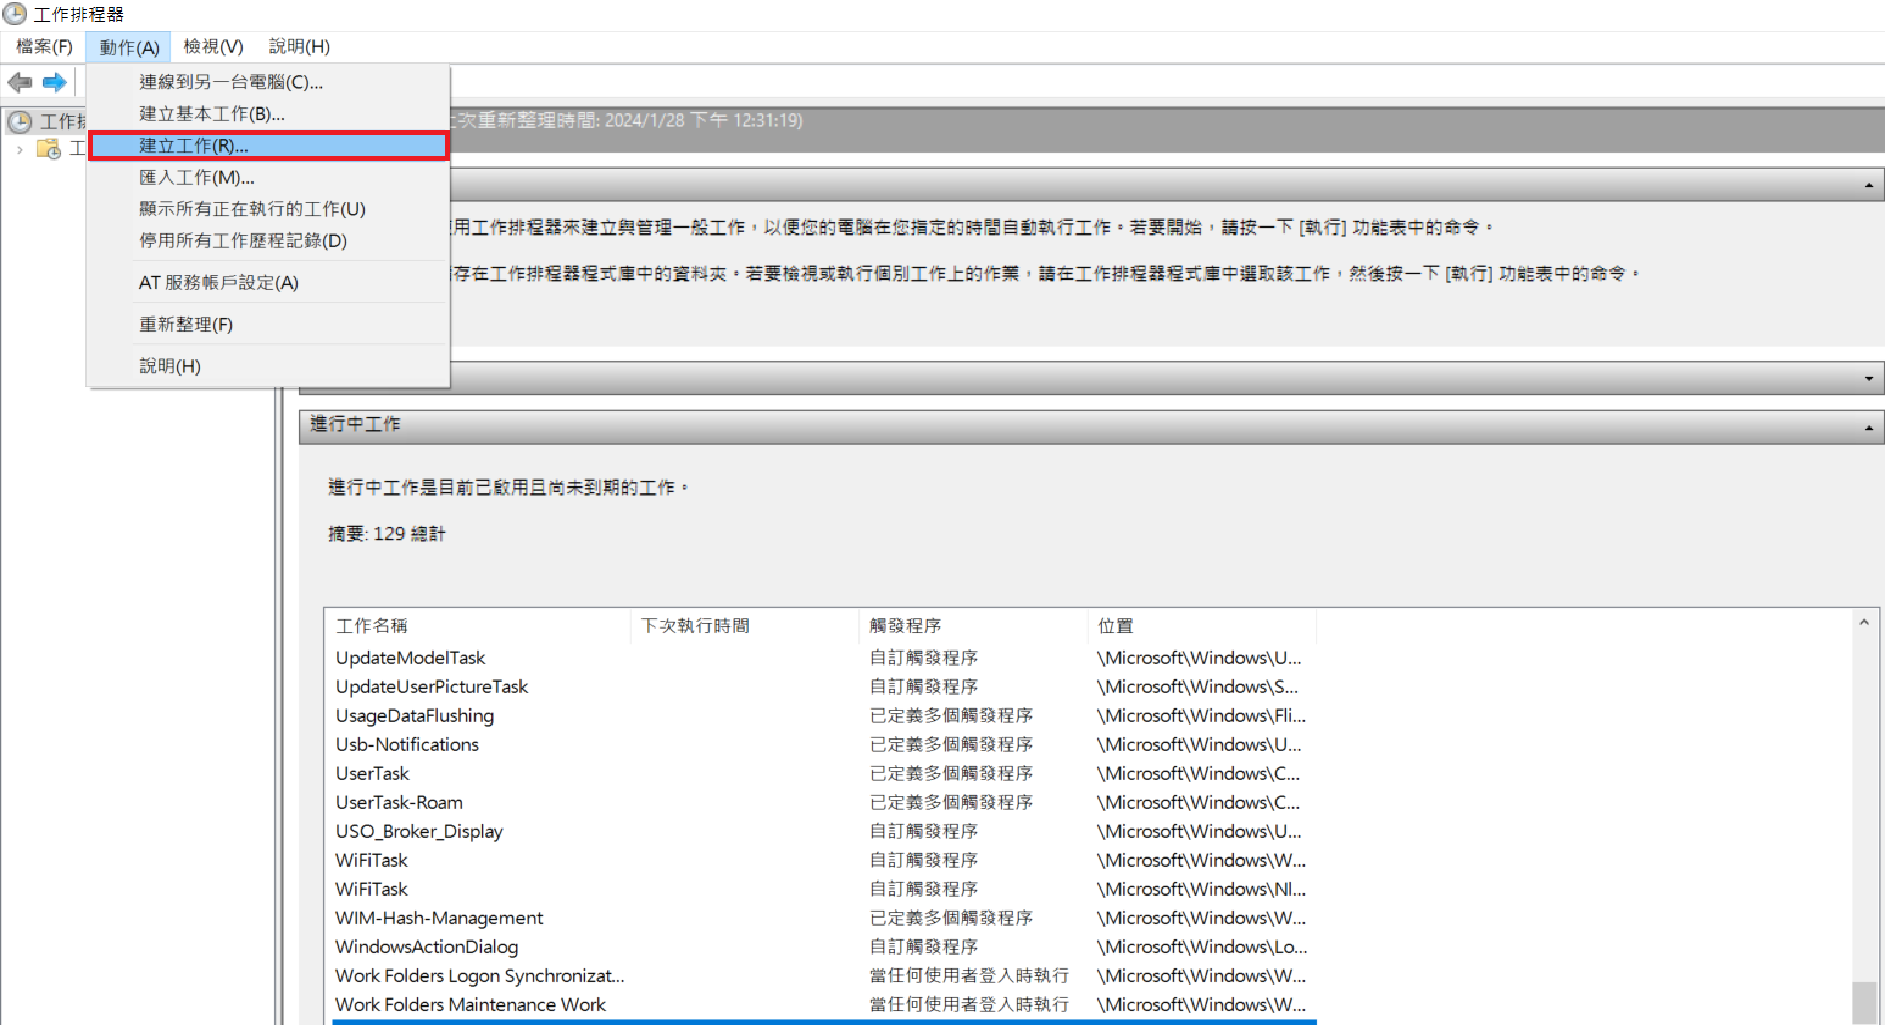 工作排程器
檔案(F) 動作(A) 檢視(V) 說明(H)
連線到另一台電腦(C)...
建立基本工作(B)...
建立工作(R)...
匯入工作(M)...
顯示所有正在執行的工作(U)
停用所有工作歷程記錄(D)
AT 服務帳戶設定(A)
重新整理(F)
說明(H)
工作排
工
次重新整理時間: 2024/1/28 下午 12:31:19)
用工作排程器來建立與管理一般工作，以便您的電腦在您指定的時間自動執行工作。若要開始，請按一下 [執行] 功能表中的命令。
存在工作排程器程式庫中的資料夾。若要檢視或執行個別工作上的作業，請在工作排程器程式庫中選取該工作，然後按一下 [執行] 功能表中的命令。
進行中工作
進行中工作是目前已啟用且尚未到期的工作。
摘要: 129 總計
工作名稱 下次執行時間 觸發程序 位置
UpdateModelTask 自訂觸發程序 \Microsoft\Windows\U...
UpdateUserPictureTask 自訂觸發程序 \Microsoft\Windows\S...
UsageDataFlushing 已定義多個觸發程序 \Microsoft\Windows\Fli...
Usb-Notifications 已定義多個觸發程序 \Microsoft\Windows\U...
UserTask 已定義多個觸發程序 \Microsoft\Windows\C...
UserTask-Roam 已定義多個觸發程序 \Microsoft\Windows\C...
USO_Broker_Display 自訂觸發程序 \Microsoft\Windows\U...
WiFiTask 自訂觸發程序 \Microsoft\Windows\W...
WiFiTask 自訂觸發程序 \Microsoft\Windows\Nl...
WIM-Hash-Management 已定義多個觸發程序 \Microsoft\Windows\W...
WindowsActionDialog 自訂觸發程序 \Microsoft\Windows\Lo...
Work Folders Logon Synchronizat... 當任何使用者登入時執行 \Microsoft\Windows\W...
Work Folders Maintenance Work 當任何使用者登入時執行 \Microsoft\Windows\W...